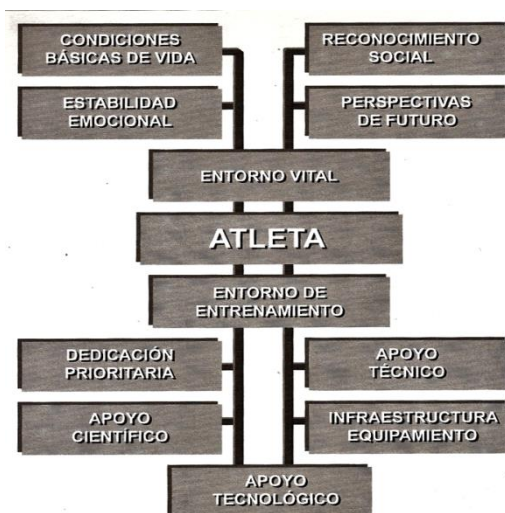 CONDICIONES
BÁSICAS DE VIDA
RECONOCIMIENTO
SOCIAL
ESTABILIDAD
EMOCIONAL
PERSPECTIVAS
DE FUTURO
ENTORNO VITAL
ATLETA
ENTORNO DE
ENTRENAMIENTO
DEDICACIÓN
PRIORITARIA
APOYO
TÉCNICO
APOYO
CIENTÍFICO
INFRAESTRUCTURA
EQUIPAMIENTO
APOYO
TECNOLÓGICO